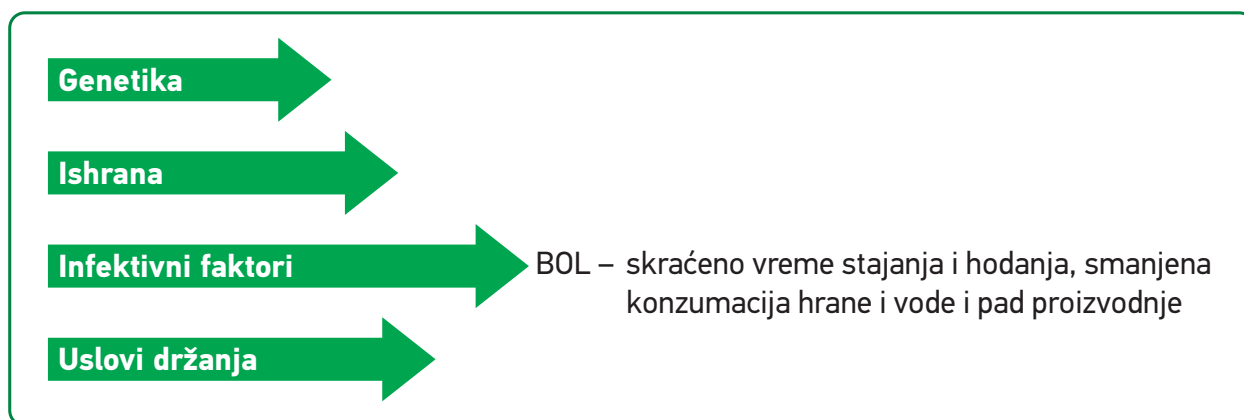 Genetika
Ishrana
Infektivni faktori
BOL – skraćeno vreme stajanja i hodanja, smanjena
konzumacija hrane i vode i pad proizvodnje
Uslovi držanja